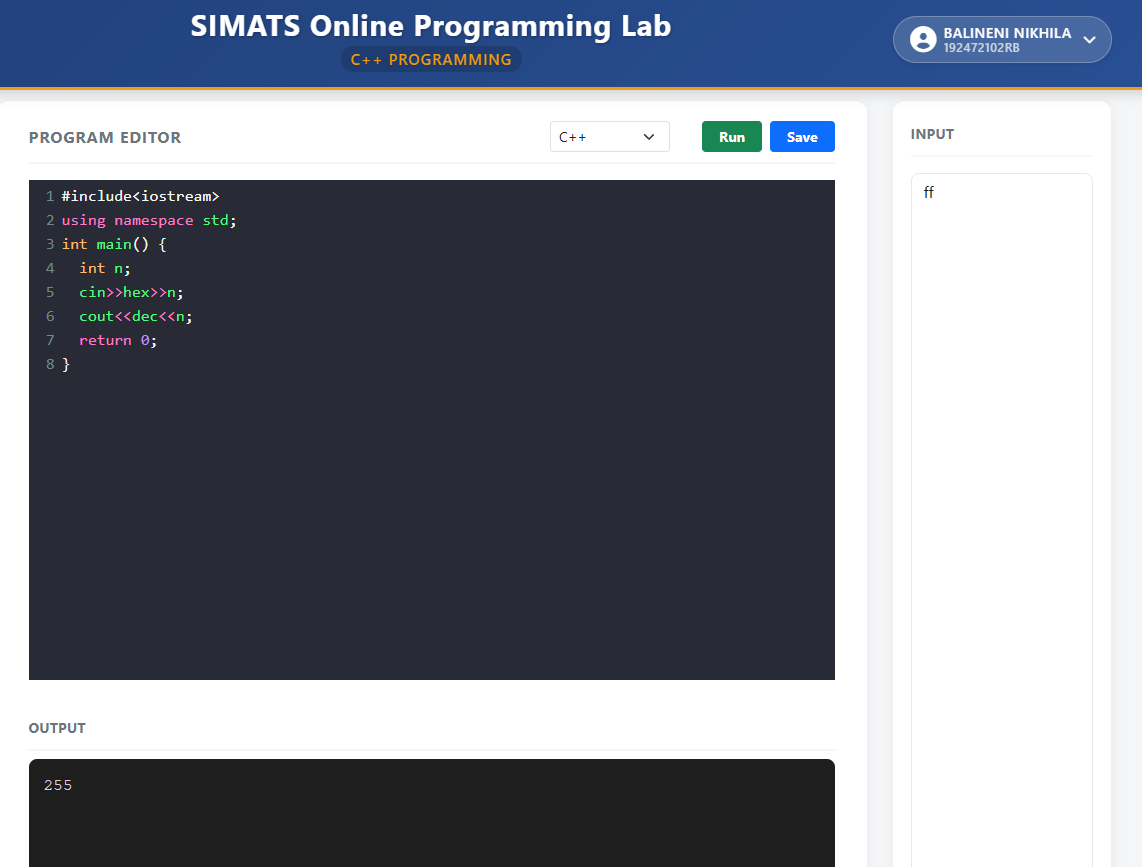 SIMATS Online Programming Lab
C++ PROGRAMMING
BALINENI NIKHILA
192472102RB
PROGRAM EDITOR
C++
Run
Save
1 #include<iostream>
2 using namespace std;
3 int main() {
4   int n;
5   cin>>hex>>n;
6   cout<<dec<<n;
7   return 0;
8 }
OUTPUT
255
INPUT
ff